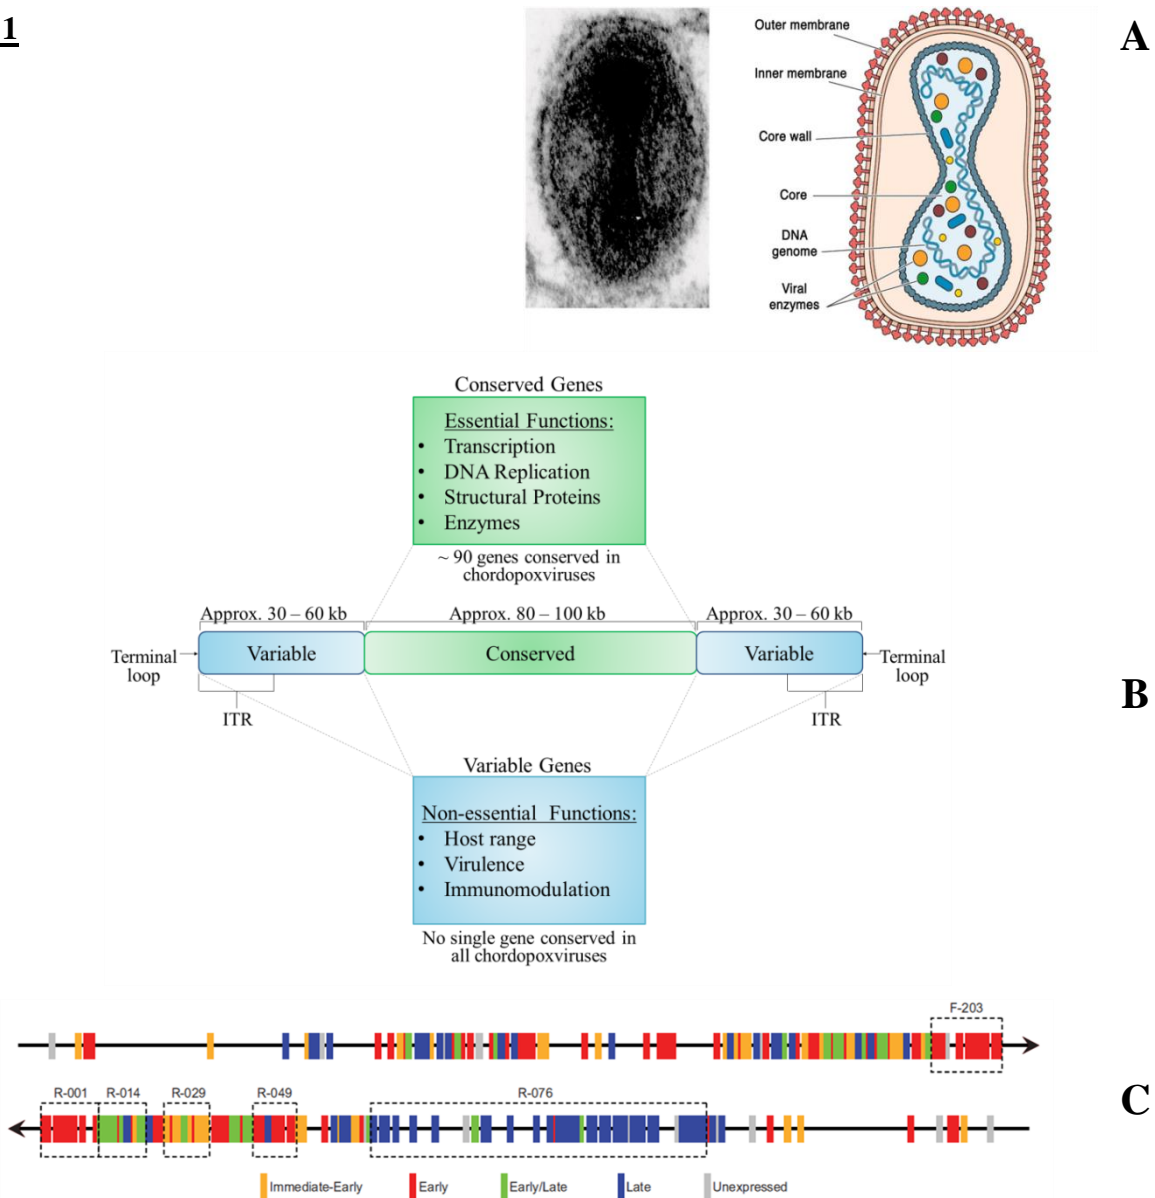 1
A
Outer membrane
Inner membrane
Core wall
Core
DNA
genome
Viral
enzymes
Conserved Genes
Essential Functions:
• Transcription
• DNA Replication
• Structural Proteins
• Enzymes
~ 90 genes conserved in
chordopoxviruses
Approx. 30 – 60 kb Approx. 80 – 100 kb Approx. 30 – 60 kb
Terminal
loop
Variable Conserved Variable
Terminal
loop
ITR ITR
B
Variable Genes
Non-essential Functions:
• Host range
• Virulence
• Immunomodulation
No single gene conserved in
all chordopoxviruses
F-203
R-001 R-014 R-029 R-049 R-076
C
Immediate-Early Early Early/Late Late Unexpressed